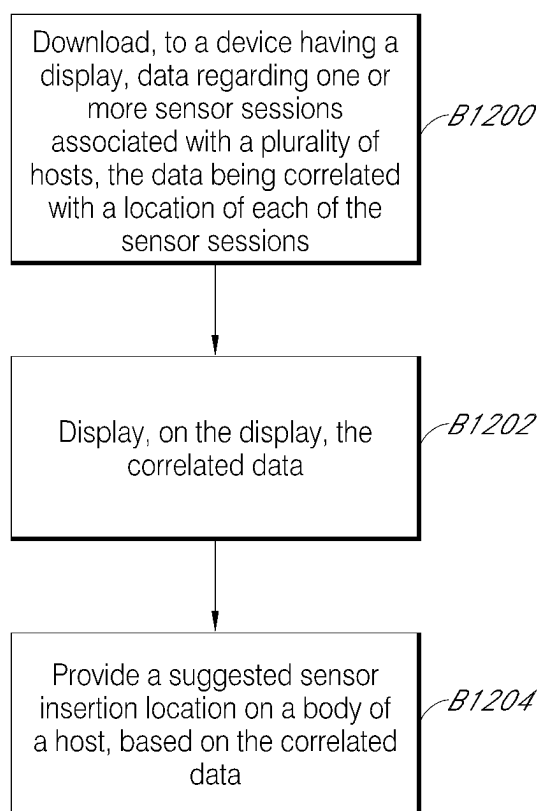 Download, to a device having a
display, data regarding one or
more sensor sessions
associated with a plurality of
hosts, the data being correlated
with a location of each of the
sensor sessions
B1200
Display, on the display, the
correlated data
B1202
Provide a suggested sensor
insertion location on a body of
a host, based on the correlated
data
B1204